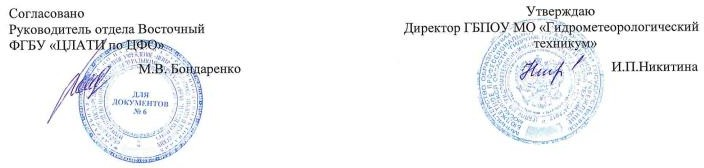 Согласовано
Руководитель отдела Восточный
ФГБУ «ЦЛАТИ по ЦФО»
М.В. Бондаренко
ДЛЯ
ДОКУМЕНТОВ
№ 6
Утверждаю
Директор ГБПОУ МО «Гидрометеорологический
техникум»
И.П.Никитина